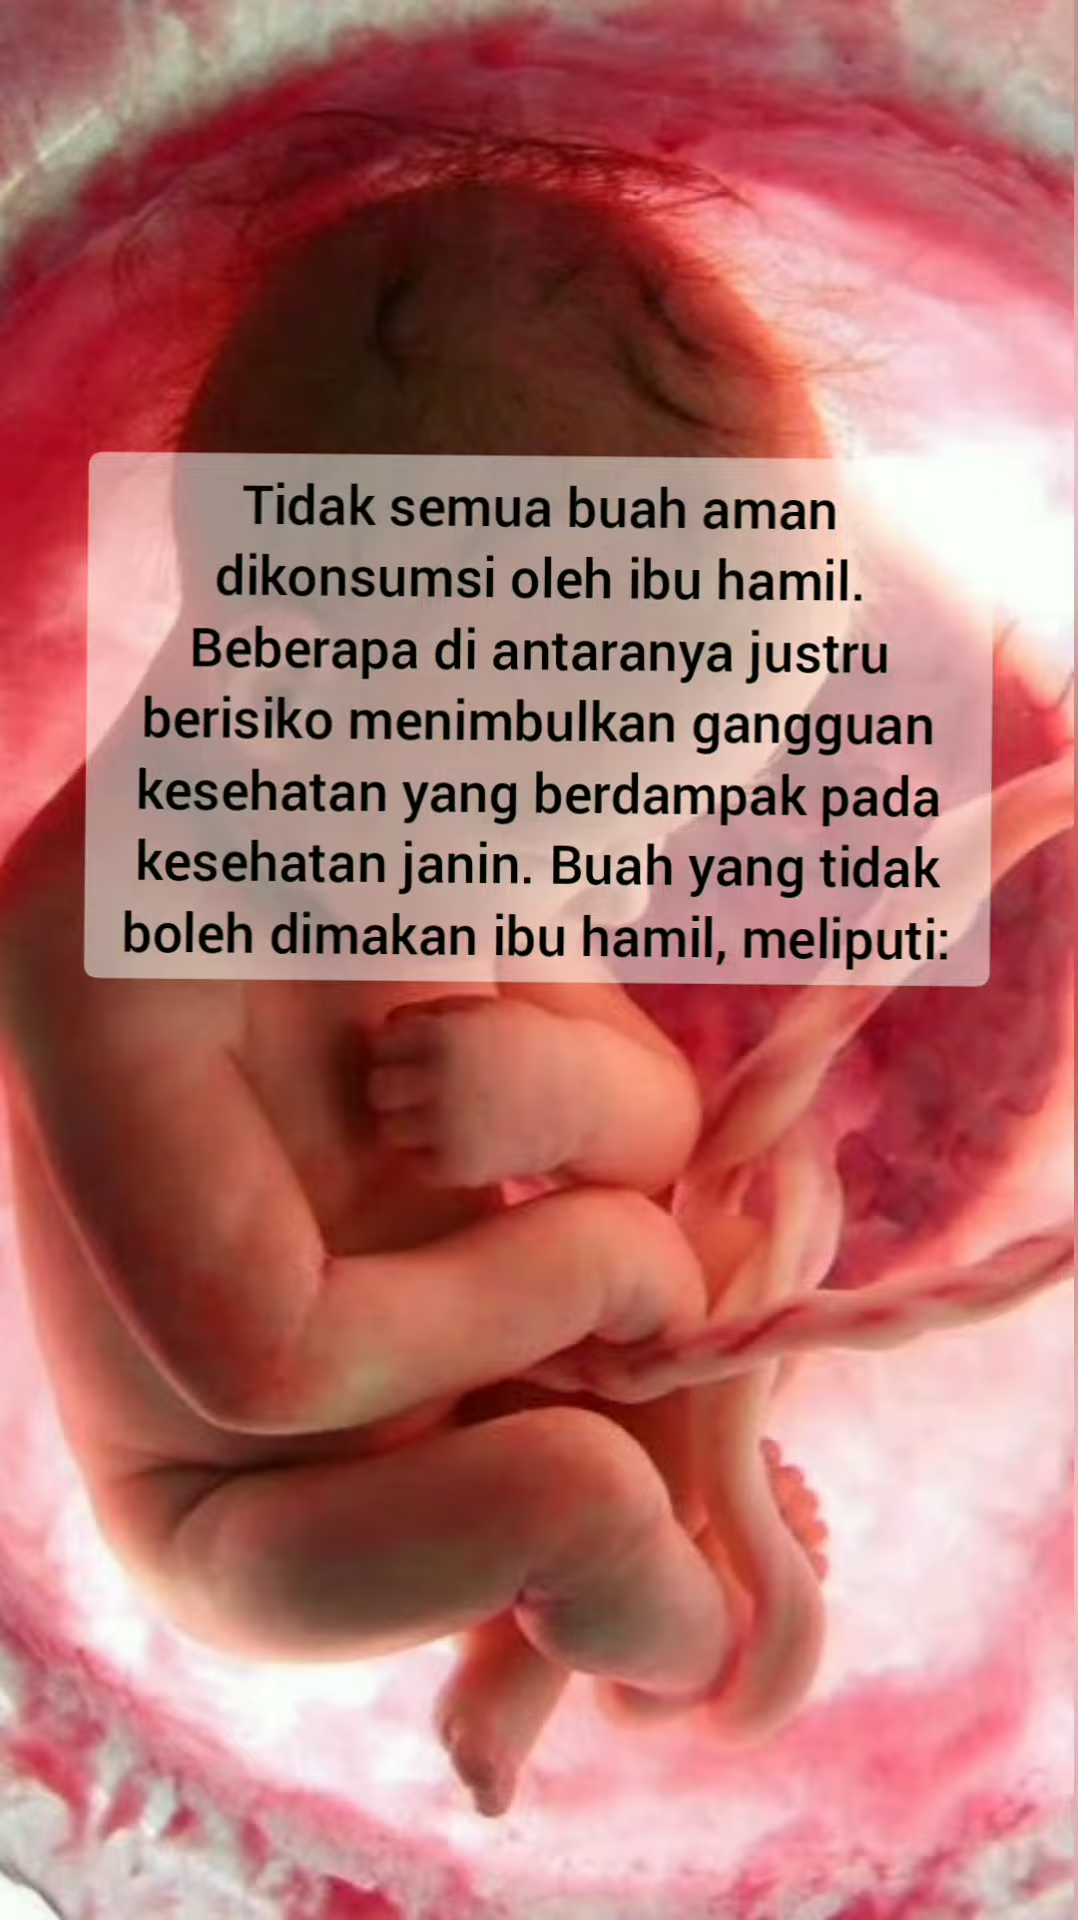 Tidak semua buah aman
dikonsumsi oleh ibu hamil.
Beberapa di antaranya justru
berisiko menimbulkan gangguan
kesehatan yang berdampak pada
kesehatan janin. Buah yang tidak
boleh dimakan ibu hamil, meliputi: